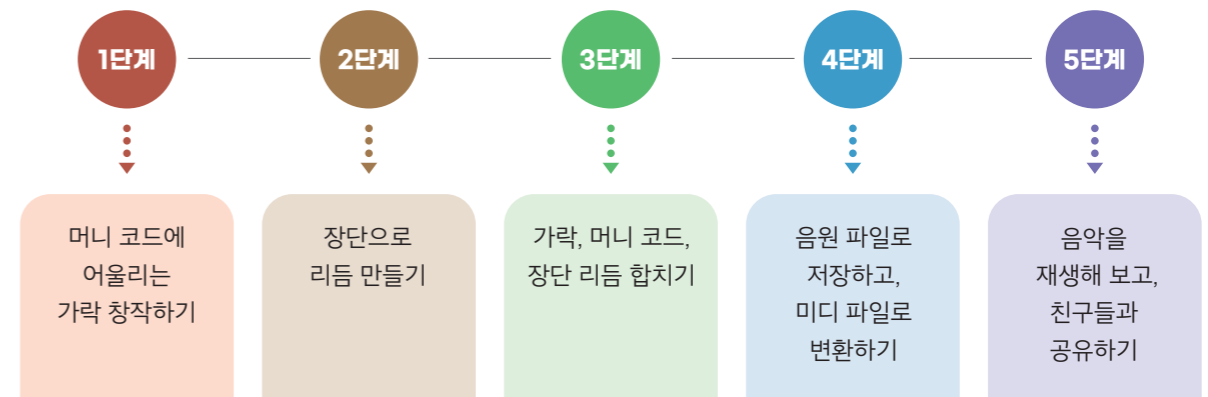 1단계
2단계
3단계
4단계
5단계
머니 코드에
어울리는
가락 창작하기
장단으로
리듬 만들기
가락, 머니 코드,
장단 리듬 합치기
음원 파일로
저장하고,
미디 파일로
변환하기
음악을
재생해 보고,
친구들과
공유하기